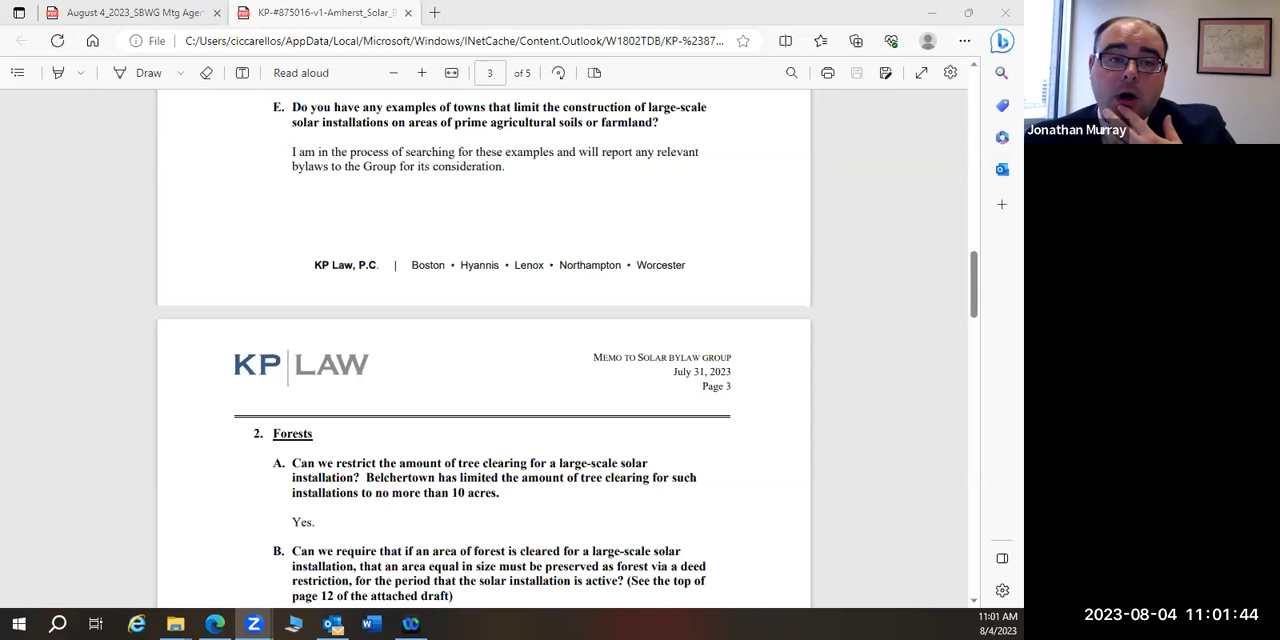 August 4_2023_SBWG Mtg Age
KP-#875016-v1-Amherst_Solar_B
File
C:/Users/ciccarellos/AppData/Local/Microsoft/Windows/INetCache/Content.Outlook/W1802TDB/KP-%2387...
Draw
Read aloud
3 of 5
E. Do you have any examples of towns that limit the construction of large-scale
solar installations on areas of prime agricultural soils or farmland?
I am in the process of searching for these examples and will report any relevant
bylaws to the Group for its consideration.
KP Law, P.C. | Boston • Hyannis • Lenox • Northampton • Worcester
KP | LAW
MEMO TO SOLAR BYLAW GROUP
July 31, 2023
Page 3
2. Forests
A. Can we restrict the amount of tree clearing for a large-scale solar
installation? Belchertown has limited the amount of tree clearing for such
installations to no more than 10 acres.
Yes.
B. Can we require that if an area of forest is cleared for a large-scale solar
installation, that an area equal in size must be preserved as forest via a deed
restriction, for the period that the solar installation is active? (See the top of
page 12 of the attached draft)
Jonathan Murray
11:01 AM
8/4/2023
2023-08-04 11:01:44